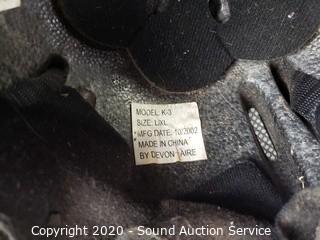 MODEL: K-3
SIZE: L/XL
*MFG DATE: 10/2002
MADE IN CHINA
BY DEVON-AIRE
Copyright 2020 - Sound Auction Service